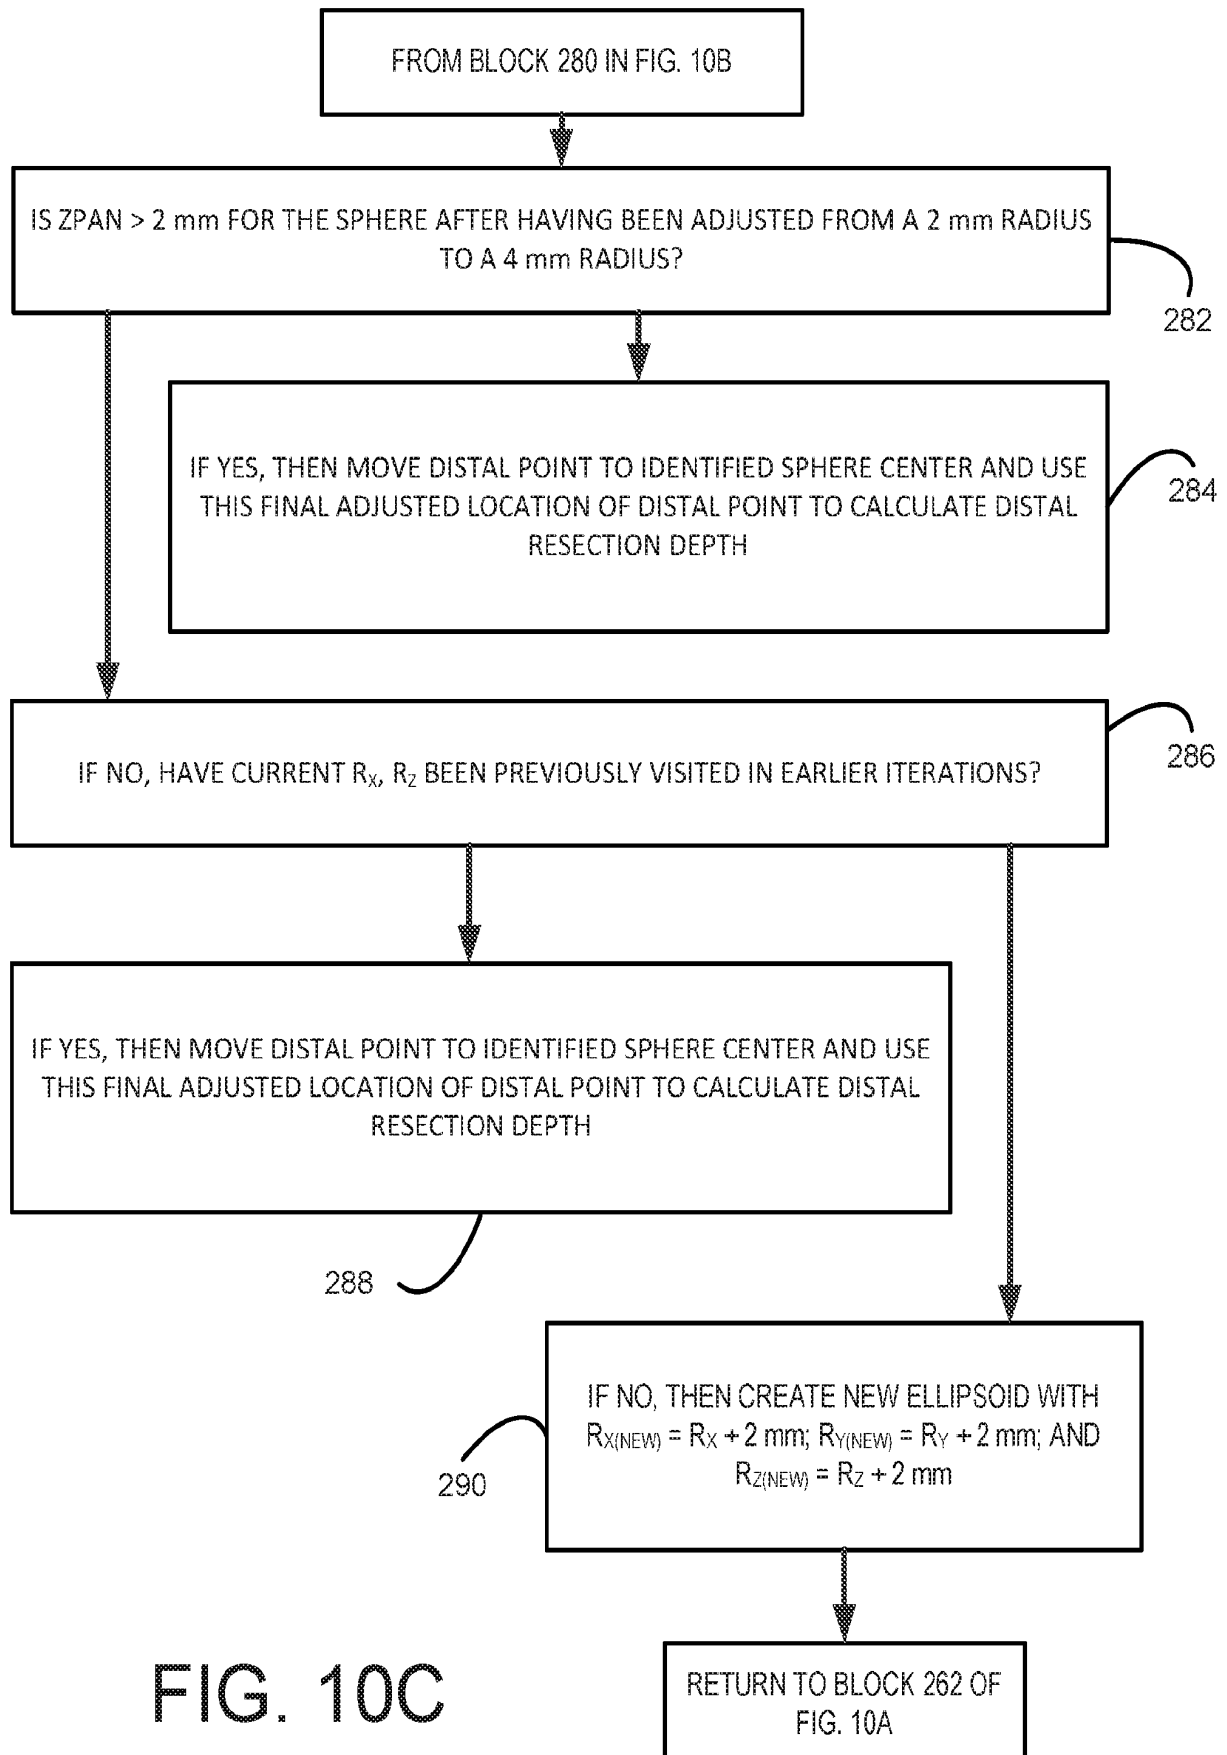 FROM BLOCK 280 IN FIG. 10B
IS ZPAN > 2 mm FOR THE SPHERE AFTER HAVING BEEN ADJUSTED FROM A 2 mm RADIUS
TO A 4 mm RADIUS?
282
IF YES, THEN MOVE DISTAL POINT TO IDENTIFIED SPHERE CENTER AND USE
THIS FINAL ADJUSTED LOCATION OF DISTAL POINT TO CALCULATE DISTAL
RESECTION DEPTH
284
IF NO, HAVE CURRENT RX, RZ BEEN PREVIOUSLY VISITED IN EARLIER ITERATIONS?
286
IF YES, THEN MOVE DISTAL POINT TO IDENTIFIED SPHERE CENTER AND USE
THIS FINAL ADJUSTED LOCATION OF DISTAL POINT TO CALCULATE DISTAL
RESECTION DEPTH
288
IF NO, THEN CREATE NEW ELLIPSOID WITH
RX(NEW) = RX + 2 mm; RY(NEW) = RY + 2 mm; AND
RZ(NEW) = RZ + 2 mm
290
RETURN TO BLOCK 262 OF
FIG. 10A
FIG. 10C